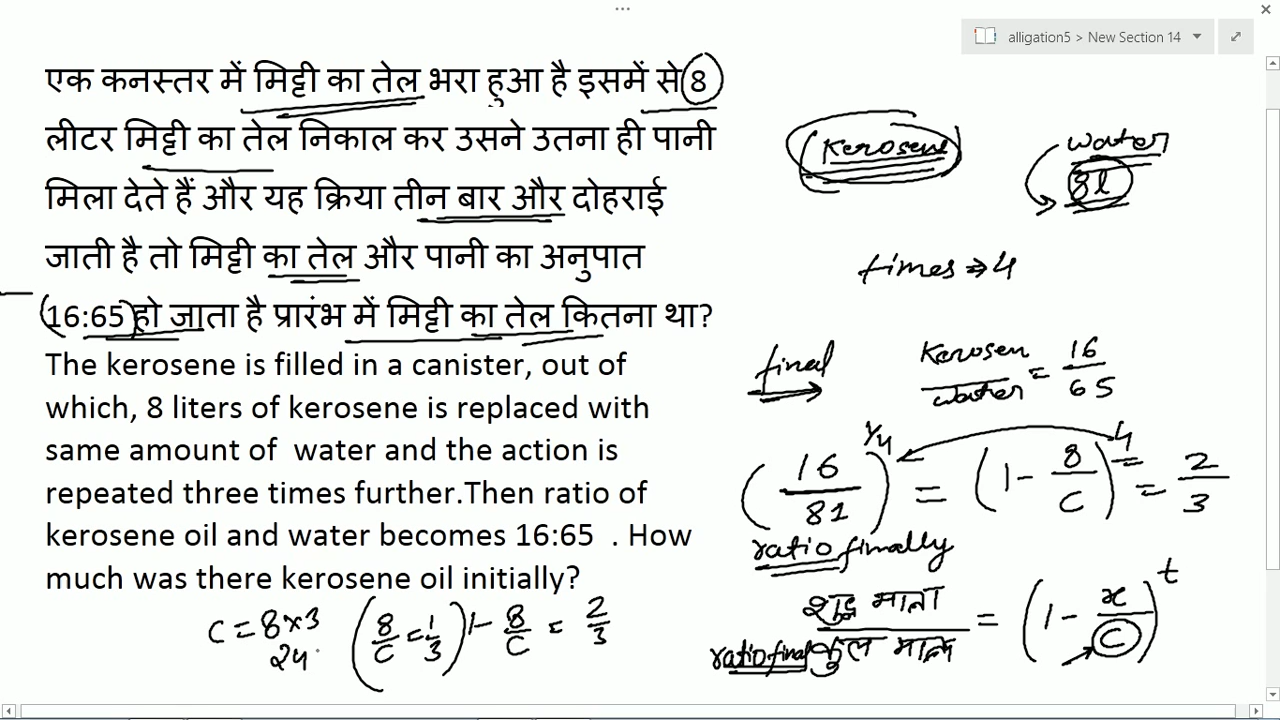 ...
alligation5 > New Section 14
एक कनस्तर में मिट्टी का तेल भरा हुआ है इसमें से 8
लीटर मिट्टी का तेल निकाल कर उसने उतना ही पानी
मिला देते हैं और यह क्रिया तीन बार और दोहराई
जाती है तो मिट्टी का तेल और पानी का अनुपात
16:65 हो जाता है प्रारंभ में मिट्टी का तेल कितना था?
The kerosene is filled in a canister, out of
which, 8 liters of kerosene is replaced with
same amount of water and the action is
repeated three times further.Then ratio of
kerosene oil and water becomes 16:65 . How
much was there kerosene oil initially?
C = 8×3
24
(8/C = 1/3) 1 - 8/C = 2/3
(Kerosene)
water
8l
times ⇒ 4
final
Kerosen/water = 16/65
(16/81)^1/4 = (1 - 8/C)^4 = 2/3
ratio finally
शुद्ध मात्रा/कुल मात्रा = (1 - x/C)^t
ratio final